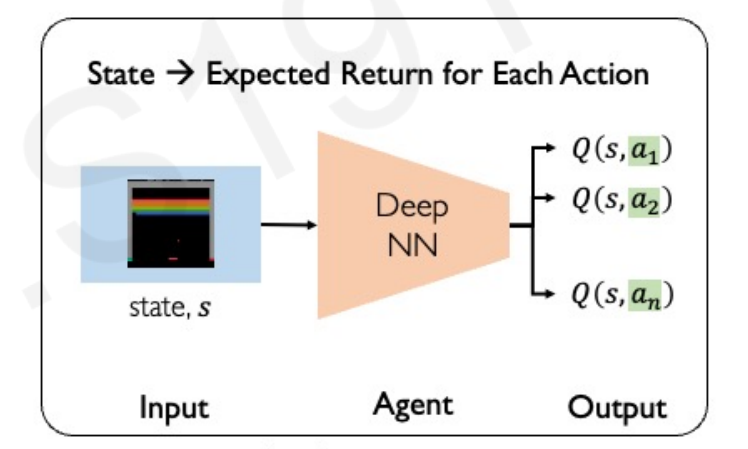 State → Expected Return for Each Action
Q(s, a₁)
Deep
NN
Q(s, a₂)
Q(s, aₙ)
state, s
Input
Agent
Output